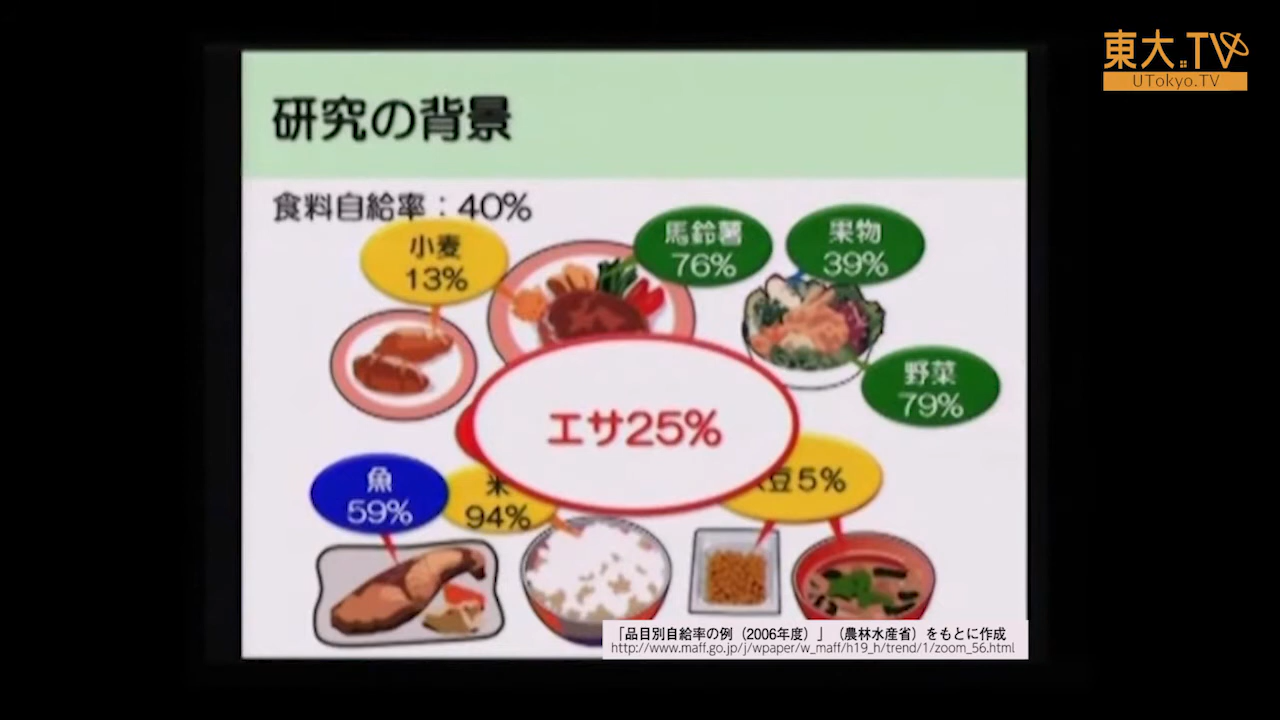 東大TV
UTokyo.TV
研究の背景
食料自給率：40%
小麦
13%
馬鈴薯
76%
果物
39%
野菜
79%
エサ25%
魚
59%
米
94%
豆5%
「品目別自給率の例（2006年度）」（農林水産省）をもとに作成
http://www.maff.go.jp/j/wpaper/w_maff/h19_h/trend/1/zoom_56.html